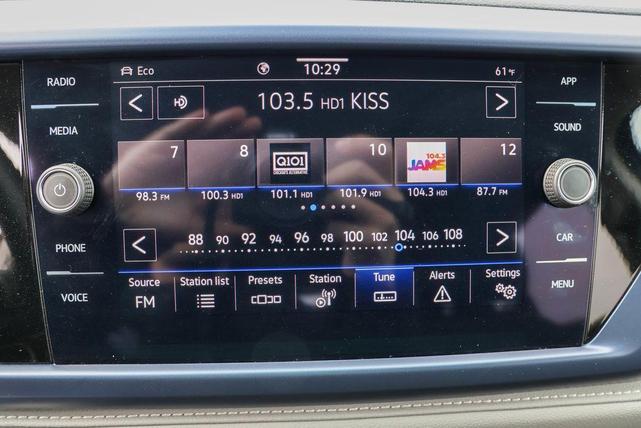 RADIO
MEDIA
PHONE
VOICE
Eco
10:29
61°F
HD
103.5 HD1 KISS
7 8 Q101 10 104.3 JAMS 12
CHICAGO'S ALTERNATIVE
98.3 FM 100.3 HD1 101.1 HD1 101.9 HD1 104.3 HD1 87.7 FM
88 90 92 94 96 98 100 102 104 106 108
Source Station list Presets Station Tune Alerts Settings
FM
APP
SOUND
CAR
MENU